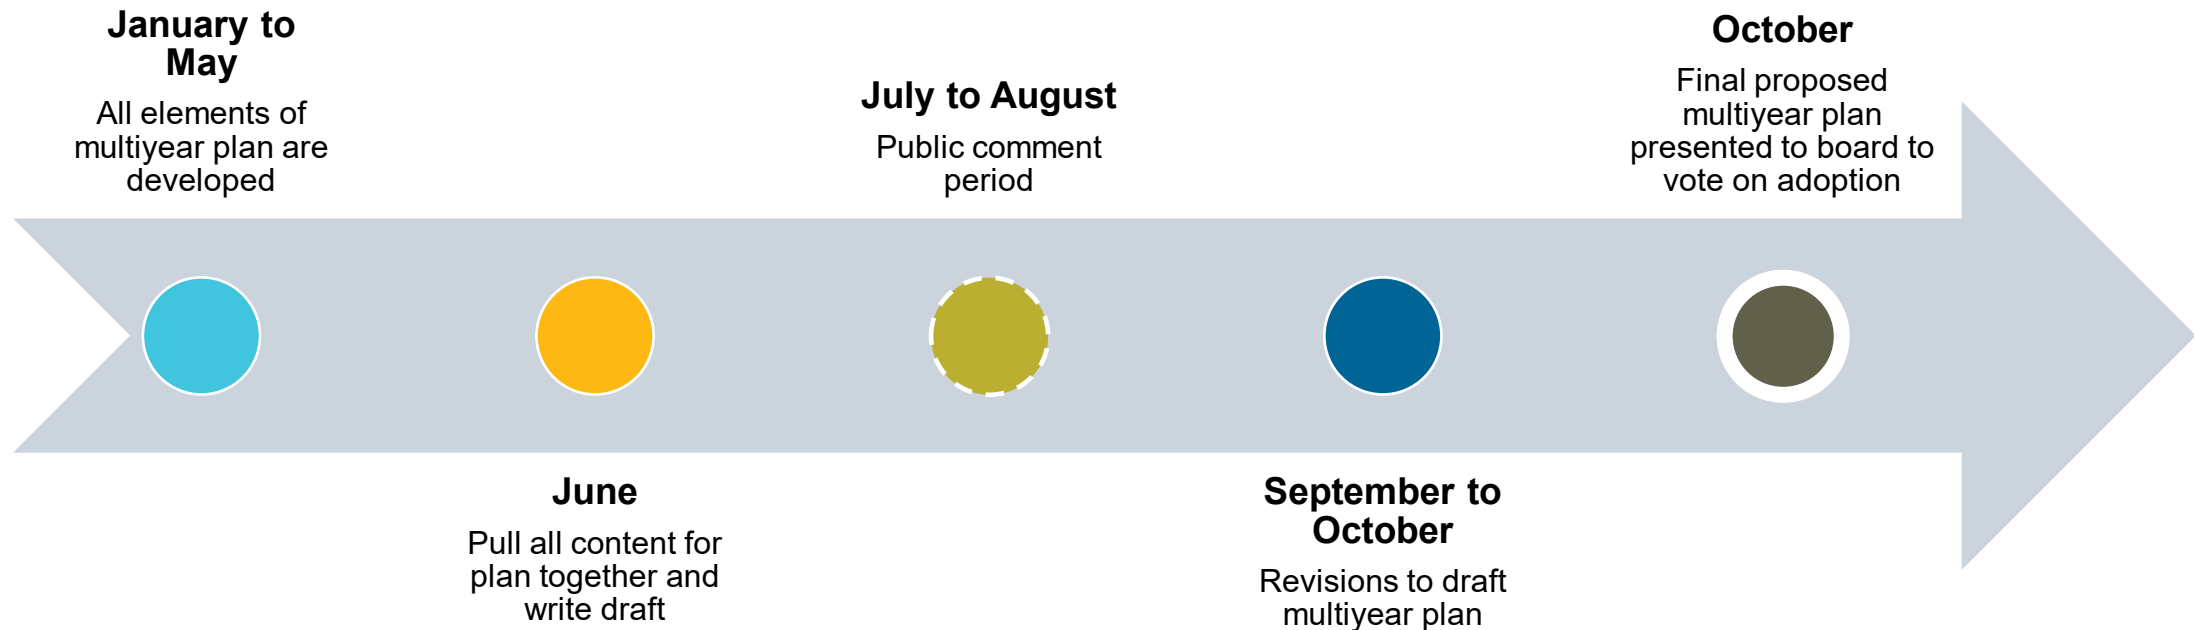 January to
May
All elements of
multiyear plan are
developed
June
Pull all content for
plan together and
write draft
July to August
Public comment
period
September to
October
Revisions to draft
multiyear plan
October
Final proposed
multiyear plan
presented to board to
vote on adoption